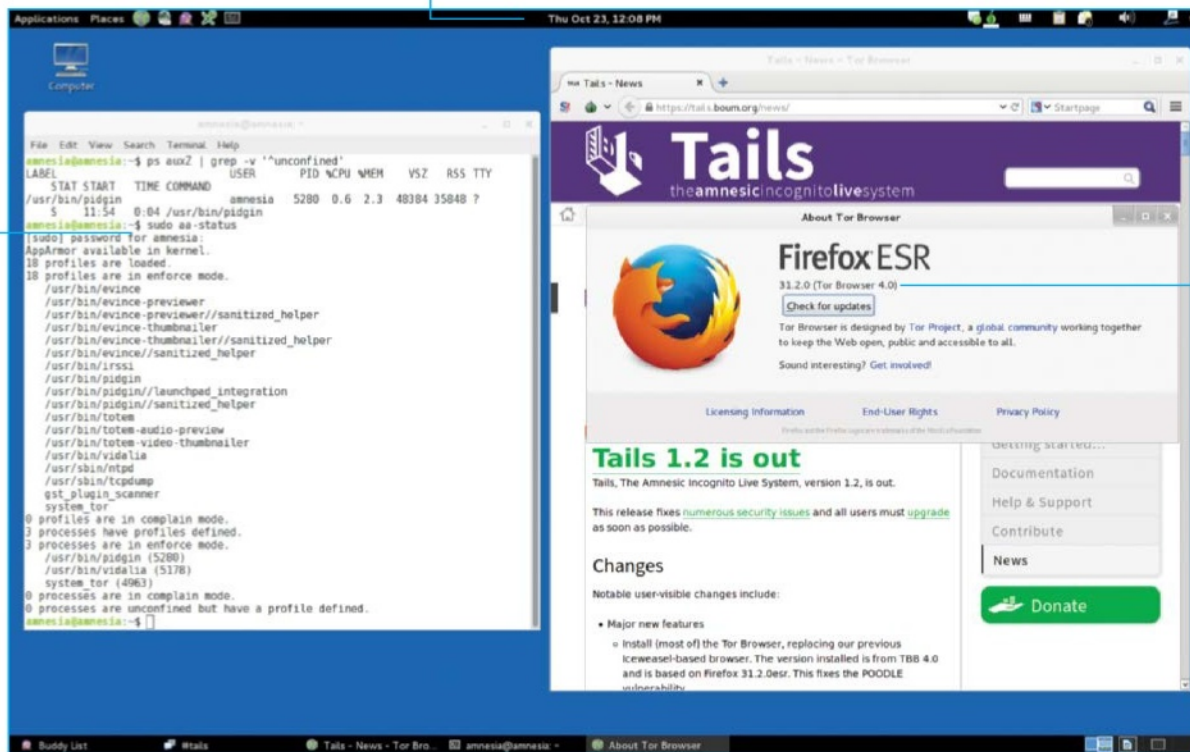 Applications Places
Thu Oct 23, 12:08 PM
Computer
amnesia@amnesia: ~
File Edit View Search Terminal Help
amnesia@amnesia:~$ ps auxZ | grep -v '^unconfined'
LABEL USER PID %CPU %MEM VSZ RSS TTY
STAT START TIME COMMAND
/usr/bin/pidgin amnesia 5280 0.6 2.3 48384 35848 ?
S 11:54 0:04 /usr/bin/pidgin
amnesia@amnesia:~$ sudo aa-status
[sudo] password for amnesia:
AppArmor available in kernel.
18 profiles are loaded.
18 profiles are in enforce mode.
/usr/bin/evince
/usr/bin/evince-previewer
/usr/bin/evince-previewer//sanitized_helper
/usr/bin/evince-thumbnailer
/usr/bin/evince-thumbnailer//sanitized_helper
/usr/bin/evince//sanitized_helper
/usr/bin/irssi
/usr/bin/pidgin
/usr/bin/pidgin//launchpad_integration
/usr/bin/pidgin//sanitized_helper
/usr/bin/totem
/usr/bin/totem-audio-preview
/usr/bin/totem-video-thumbnailer
/usr/bin/vidalia
/usr/sbin/ntpd
/usr/sbin/tcpdump
gst_plugin_scanner
system_tor
0 profiles are in complain mode.
3 processes have profiles defined.
3 processes are in enforce mode.
/usr/bin/pidgin (5280)
/usr/bin/vidalia (5178)
system_tor (4963)
0 processes are in complain mode.
0 processes are unconfined but have a profile defined.
amnesia@amnesia:~$
Tails - News - Tor Browser
Tails - News
https://tails.boum.org/news/
Startpage
Tails
theamnesicincognitolivesystem
About Tor Browser
Firefox ESR
31.2.0 (Tor Browser 4.0)
Check for updates
Tor Browser is designed by Tor Project, a global community working together
to keep the Web open, public and accessible to all.
Sound interesting? Get involved!
Licensing Information End-User Rights Privacy Policy
Firefox and the Firefox logos are trademarks of the Mozilla Foundation.
Tails 1.2 is out
Tails, The Amnesic Incognito Live System, version 1.2, is out.
This release fixes numerous security issues and all users must upgrade
as soon as possible.
Changes
Notable user-visible changes include:
• Major new features
Install (most of) the Tor Browser, replacing our previous
Iceweasel-based browser. The version installed is from TBB 4.0
and is based on Firefox 31.2.0esr. This fixes the POODLE
vulnerability.
Getting started...
Documentation
Help & Support
Contribute
News
Donate
Buddy List
#tails
Tails - News - Tor Bro...
amnesia@amnesia: ~
About Tor Browser